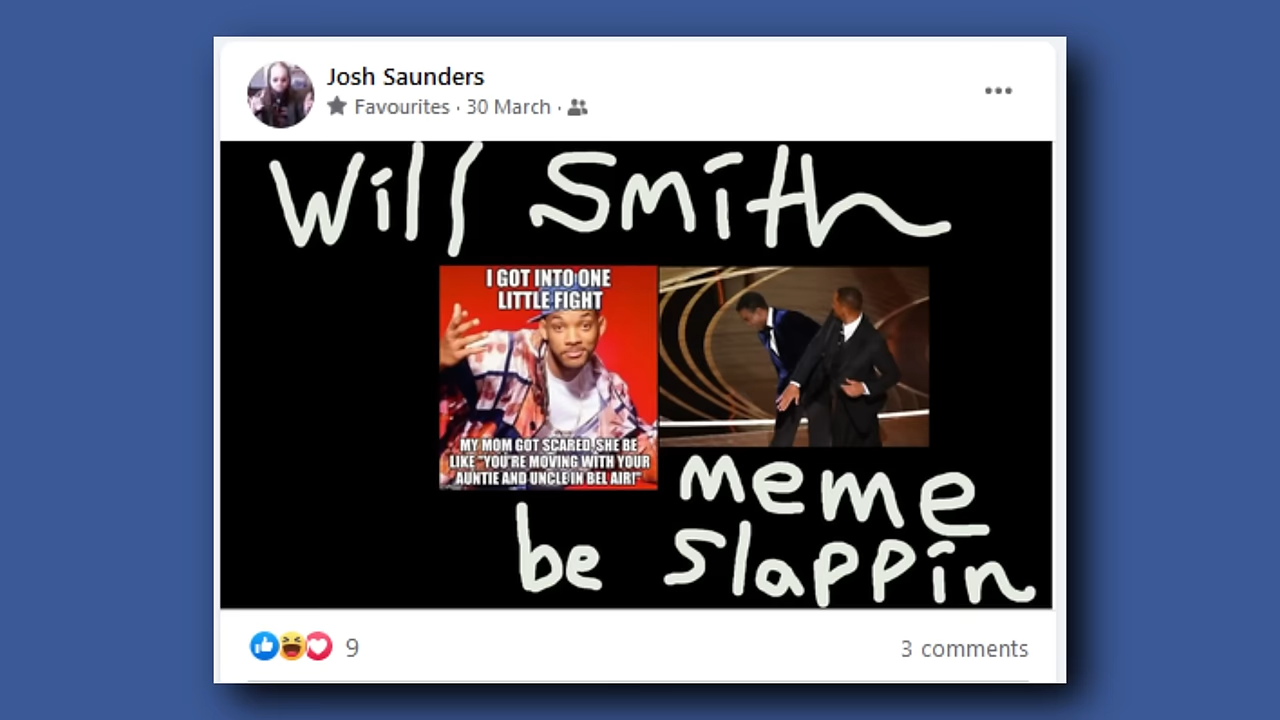 Josh Saunders
Favourites · 30 March ·
Will Smith
I GOT INTO ONE
LITTLE FIGHT
MY MOM GOT SCARED, SHE BE
LIKE "YOU'RE MOVING WITH YOUR
AUNTIE AND UNCLE IN BEL AIR!"
meme
be slappin
9
3 comments